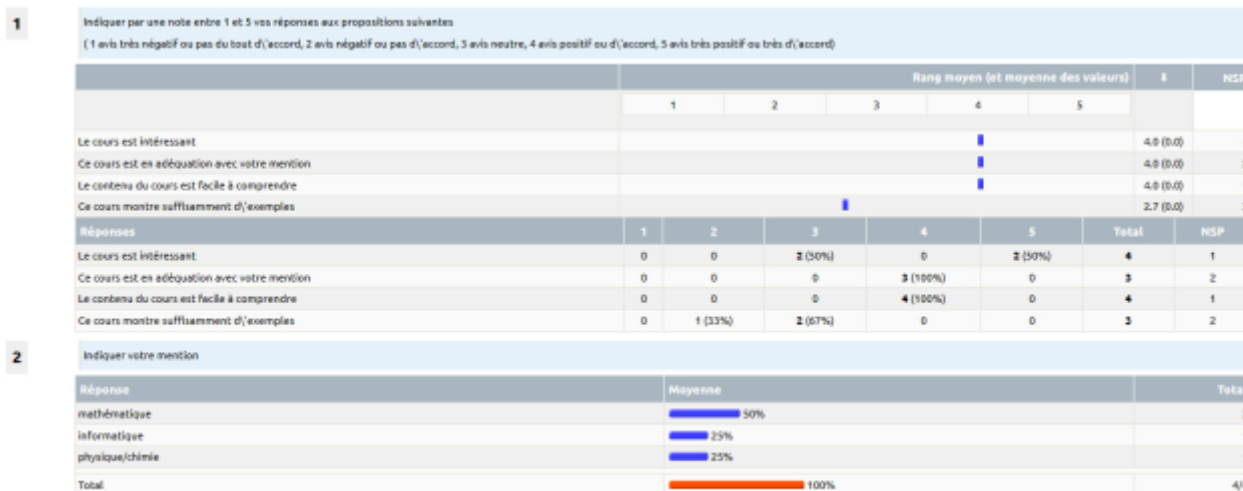 1
Indiquer par une note entre 1 et 5 vos réponses aux propositions suivantes
( 1 avis très négatif ou pas du tout d\'accord, 2 avis négatif ou pas d\'accord, 3 avis neutre, 4 avis positif ou d\'accord, 5 avis très positif ou très d\'accord)
Rang moyen (et moyenne des valeurs) NSP
1 2 3 4 5
Le cours est intéressant 4.0 (0.0)
Ce cours est en adéquation avec votre mention 4.0 (0.0)
Le contenu du cours est facile à comprendre 4.0 (0.0)
Ce cours montre suffisamment d\'exemples 2.7 (0.0)
Réponses 1 2 3 4 5 Total NSP
Le cours est intéressant 0 0 2 (50%) 0 2 (50%) 4 1
Ce cours est en adéquation avec votre mention 0 0 0 3 (100%) 0 3 2
Le contenu du cours est facile à comprendre 0 0 0 4 (100%) 0 4 1
Ce cours montre suffisamment d\'exemples 0 1 (33%) 2 (67%) 0 0 3 2
2
Indiquer votre mention
Réponse Moyenne Tota
mathématique 50%
informatique 25%
physique/chimie 25%
Total 100% 4/